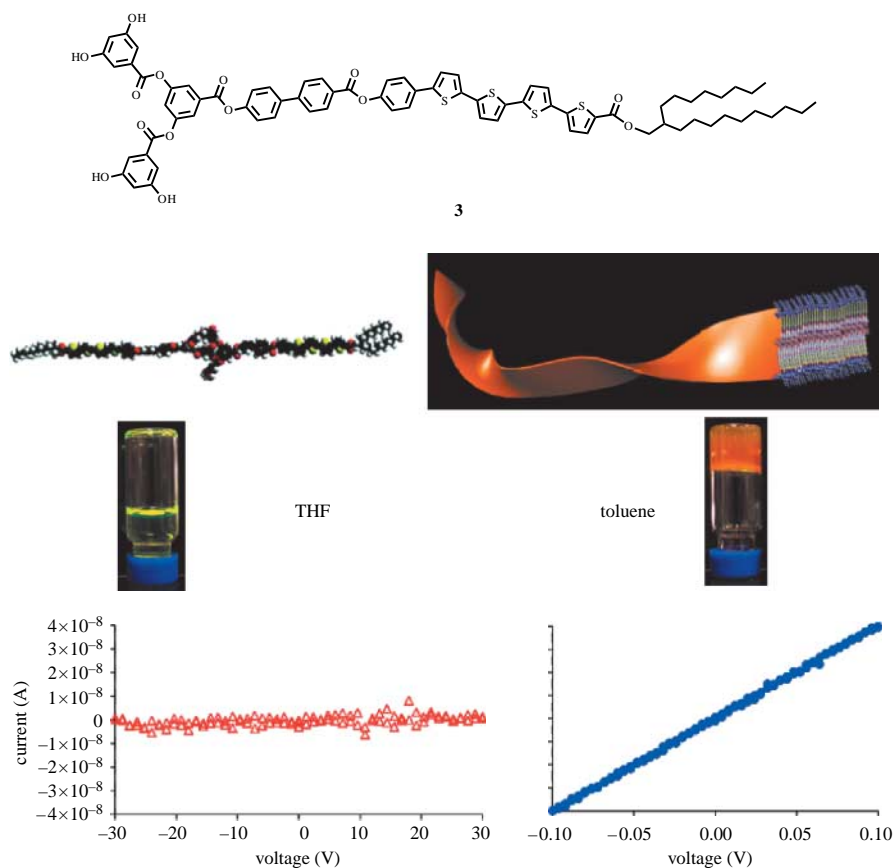 OH
HO
O
O
O
O
O
O
O
O
HO
OH
S
S
S
S
O
O
3
THF
toluene
current (A)
4×10⁻⁸
3×10⁻⁸
2×10⁻⁸
1×10⁻⁸
0
−1×10⁻⁸
−2×10⁻⁸
−3×10⁻⁸
−4×10⁻⁸
−30 −20 −10 0 10 20 30
voltage (V)
−0.10 −0.05 0.00 0.05 0.10
voltage (V)